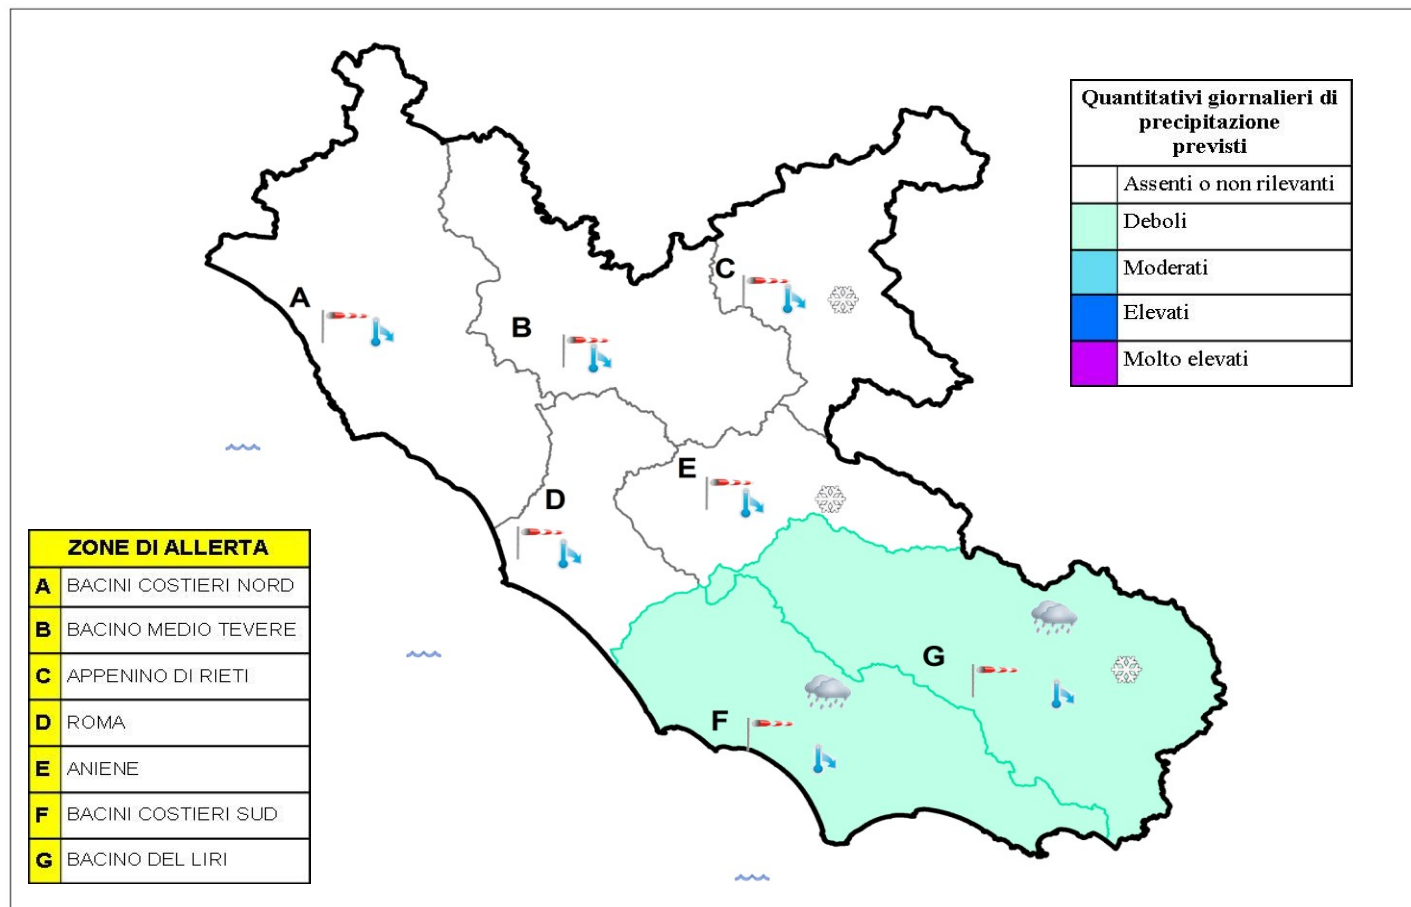 Quantitativi giornalieri di
precipitazione
previsti
Assenti o non rilevanti
Deboli
Moderati
Elevati
Molto elevati
C
A
B
E
D
G
F
ZONE DI ALLERTA
A BACINI COSTIERI NORD
B BACINO MEDIO TEVERE
C APPENINO DI RIETI
D ROMA
E ANIENE
F BACINI COSTIERI SUD
G BACINO DEL LIRI